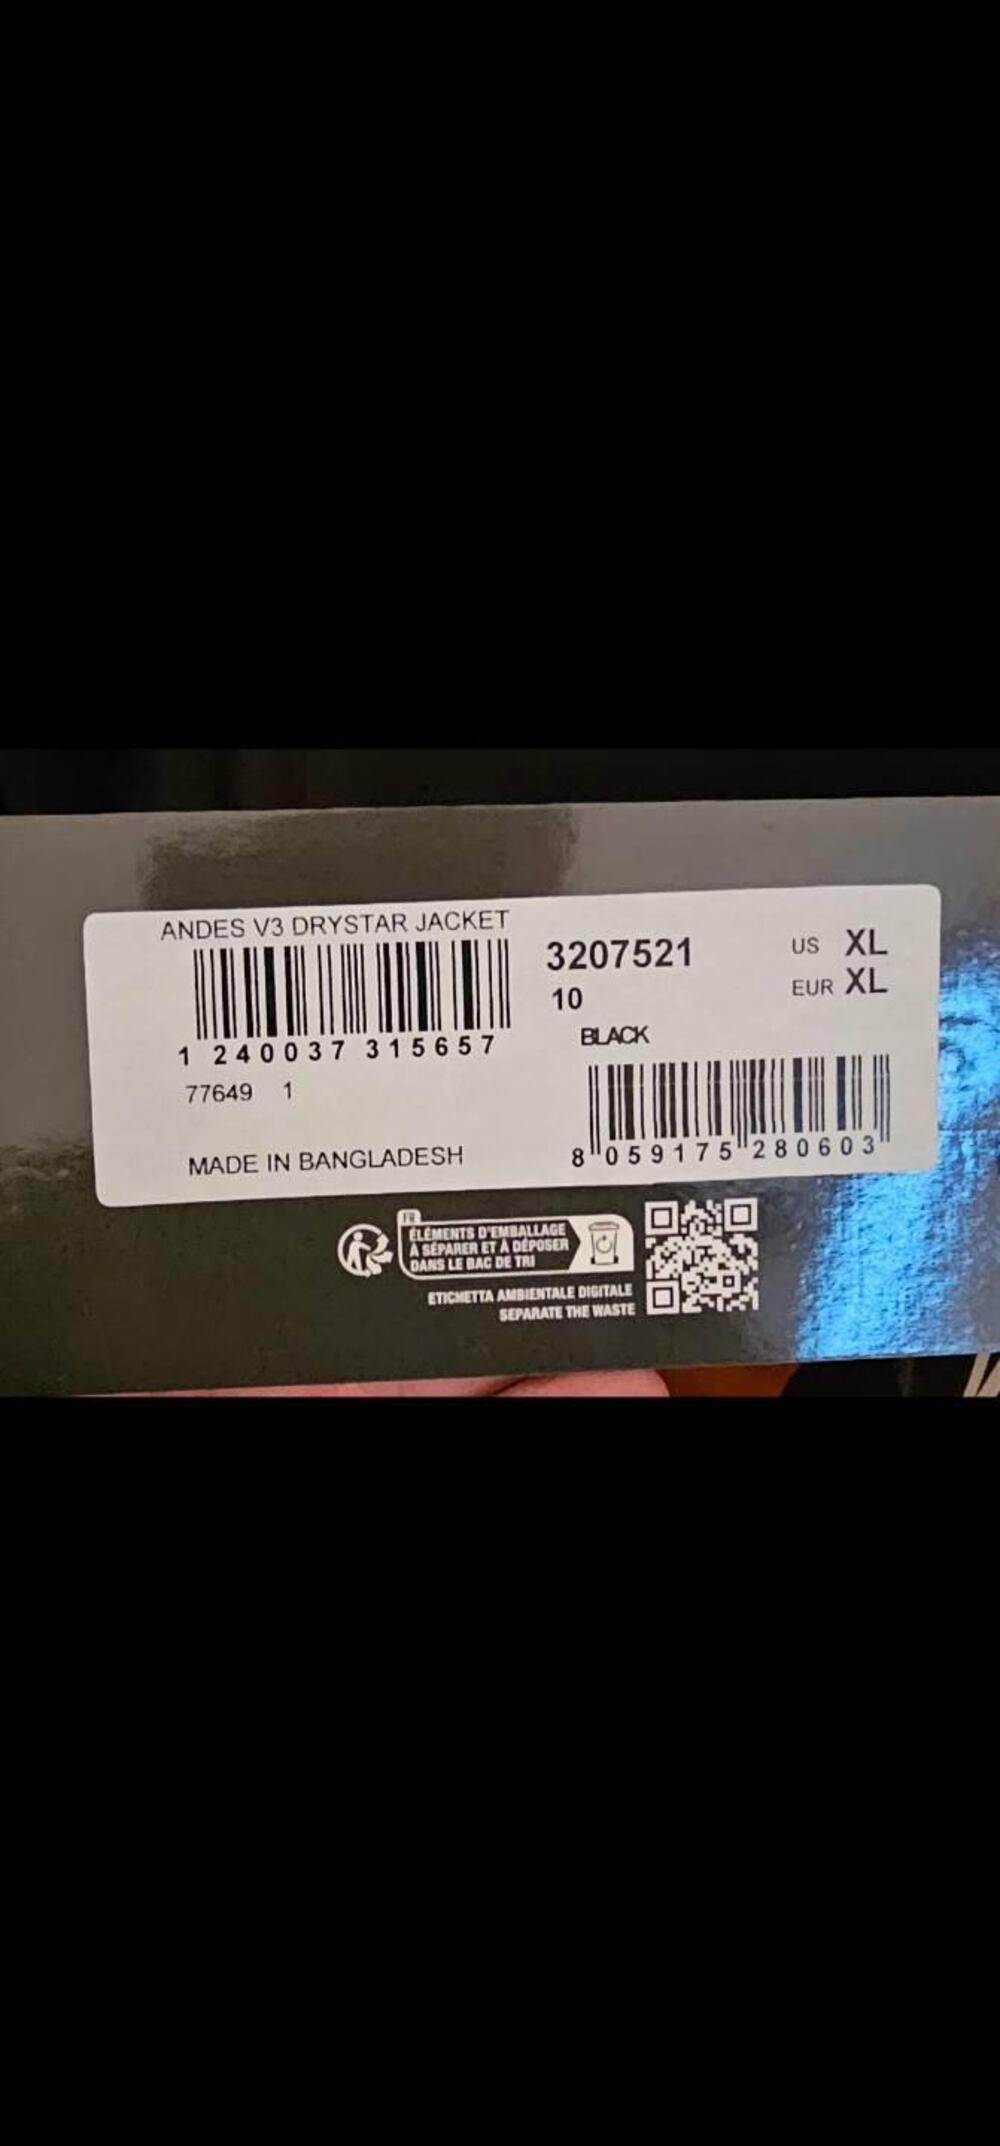 ANDES V3 DRYSTAR JACKET
1 240037 315657
77649 1
MADE IN BANGLADESH
3207521
10
BLACK
US XL
EUR XL
8 059175 280603
FR
ÉLÉMENTS D'EMBALLAGE
À SÉPARER ET À DÉPOSER
DANS LE BAC DE TRI
ETICHETTA AMBIENTALE DIGITALE
SEPARATE THE WASTE